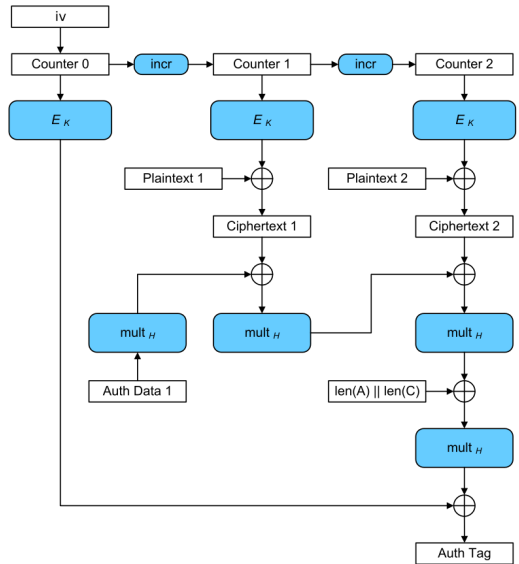 iv
Counter 0
incr
Counter 1
incr
Counter 2
E K
E K
E K
Plaintext 1
Plaintext 2
Ciphertext 1
Ciphertext 2
mult H
mult H
mult H
Auth Data 1
len(A) || len(C)
mult H
Auth Tag